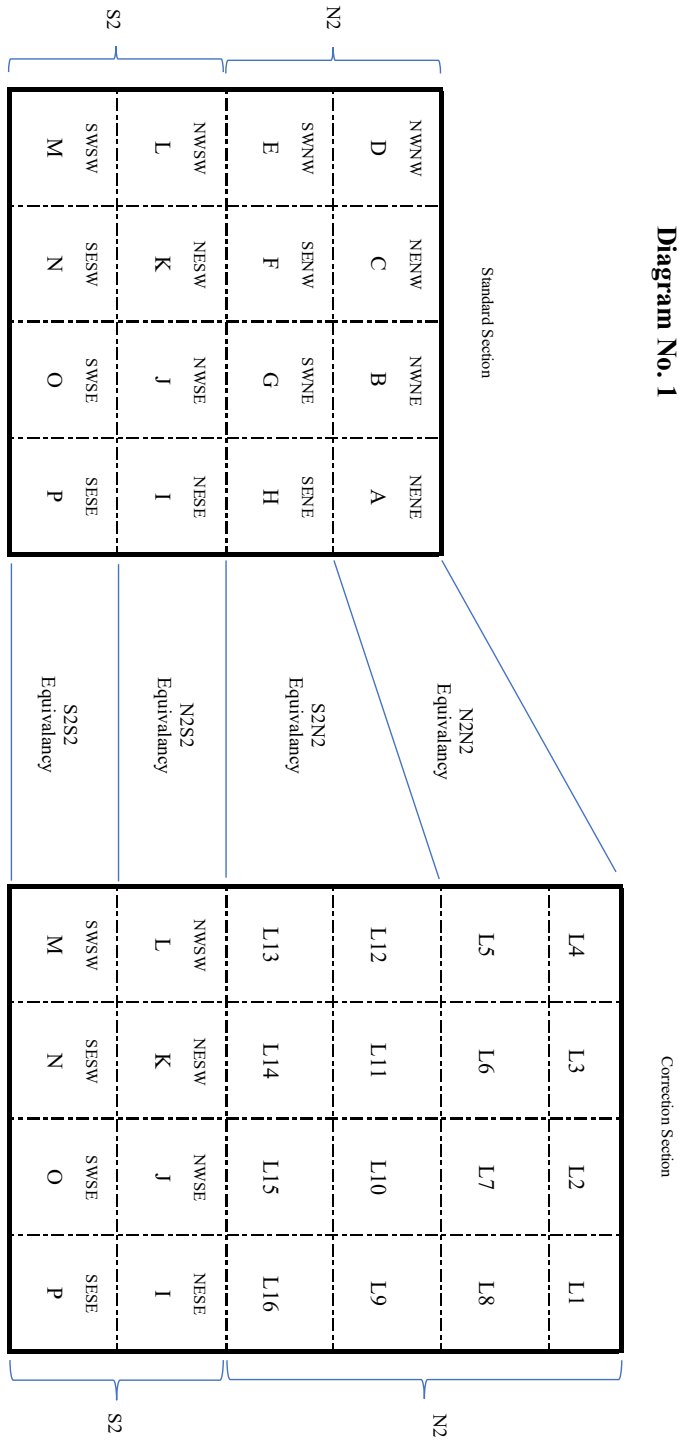 Diagram No. 1
Standard Section
N2
S2
NWNW
D
NENW
C
NWNE
B
NENE
A
SWNW
E
SENW
F
SWNE
G
SENE
H
NWSW
L
NESW
K
NWSE
J
NESE
I
SWSW
M
SESW
N
SWSE
O
SESE
P
N2N2
Equivalancy
S2N2
Equivalancy
N2S2
Equivalancy
S2S2
Equivalancy
Correction Section
L4
L3
L2
L1
L5
L6
L7
L8
L12
L11
L10
L9
L13
L14
L15
L16
NWSW
L
NESW
K
NWSE
J
NESE
I
SWSW
M
SESW
N
SWSE
O
SESE
P
N2
S2